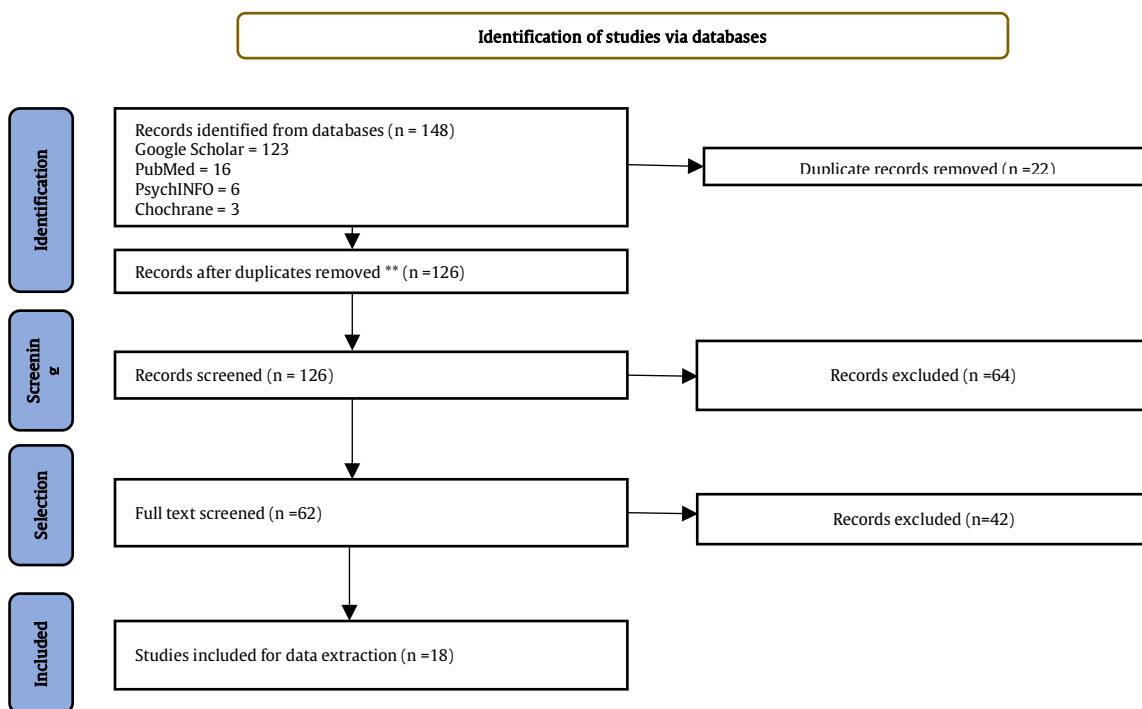 Identification of studies via databases
Identification
Records identified from databases (n = 148)
Google Scholar = 123
PubMed = 16
PsychINFO = 6
Chochrane = 3
Duplicate records removed (n =22)
Records after duplicates removed ** (n =126)
Screenin
g
Records screened (n = 126)
Records excluded (n =64)
Selection
Full text screened (n =62)
Records excluded (n=42)
Included
Studies included for data extraction (n =18)